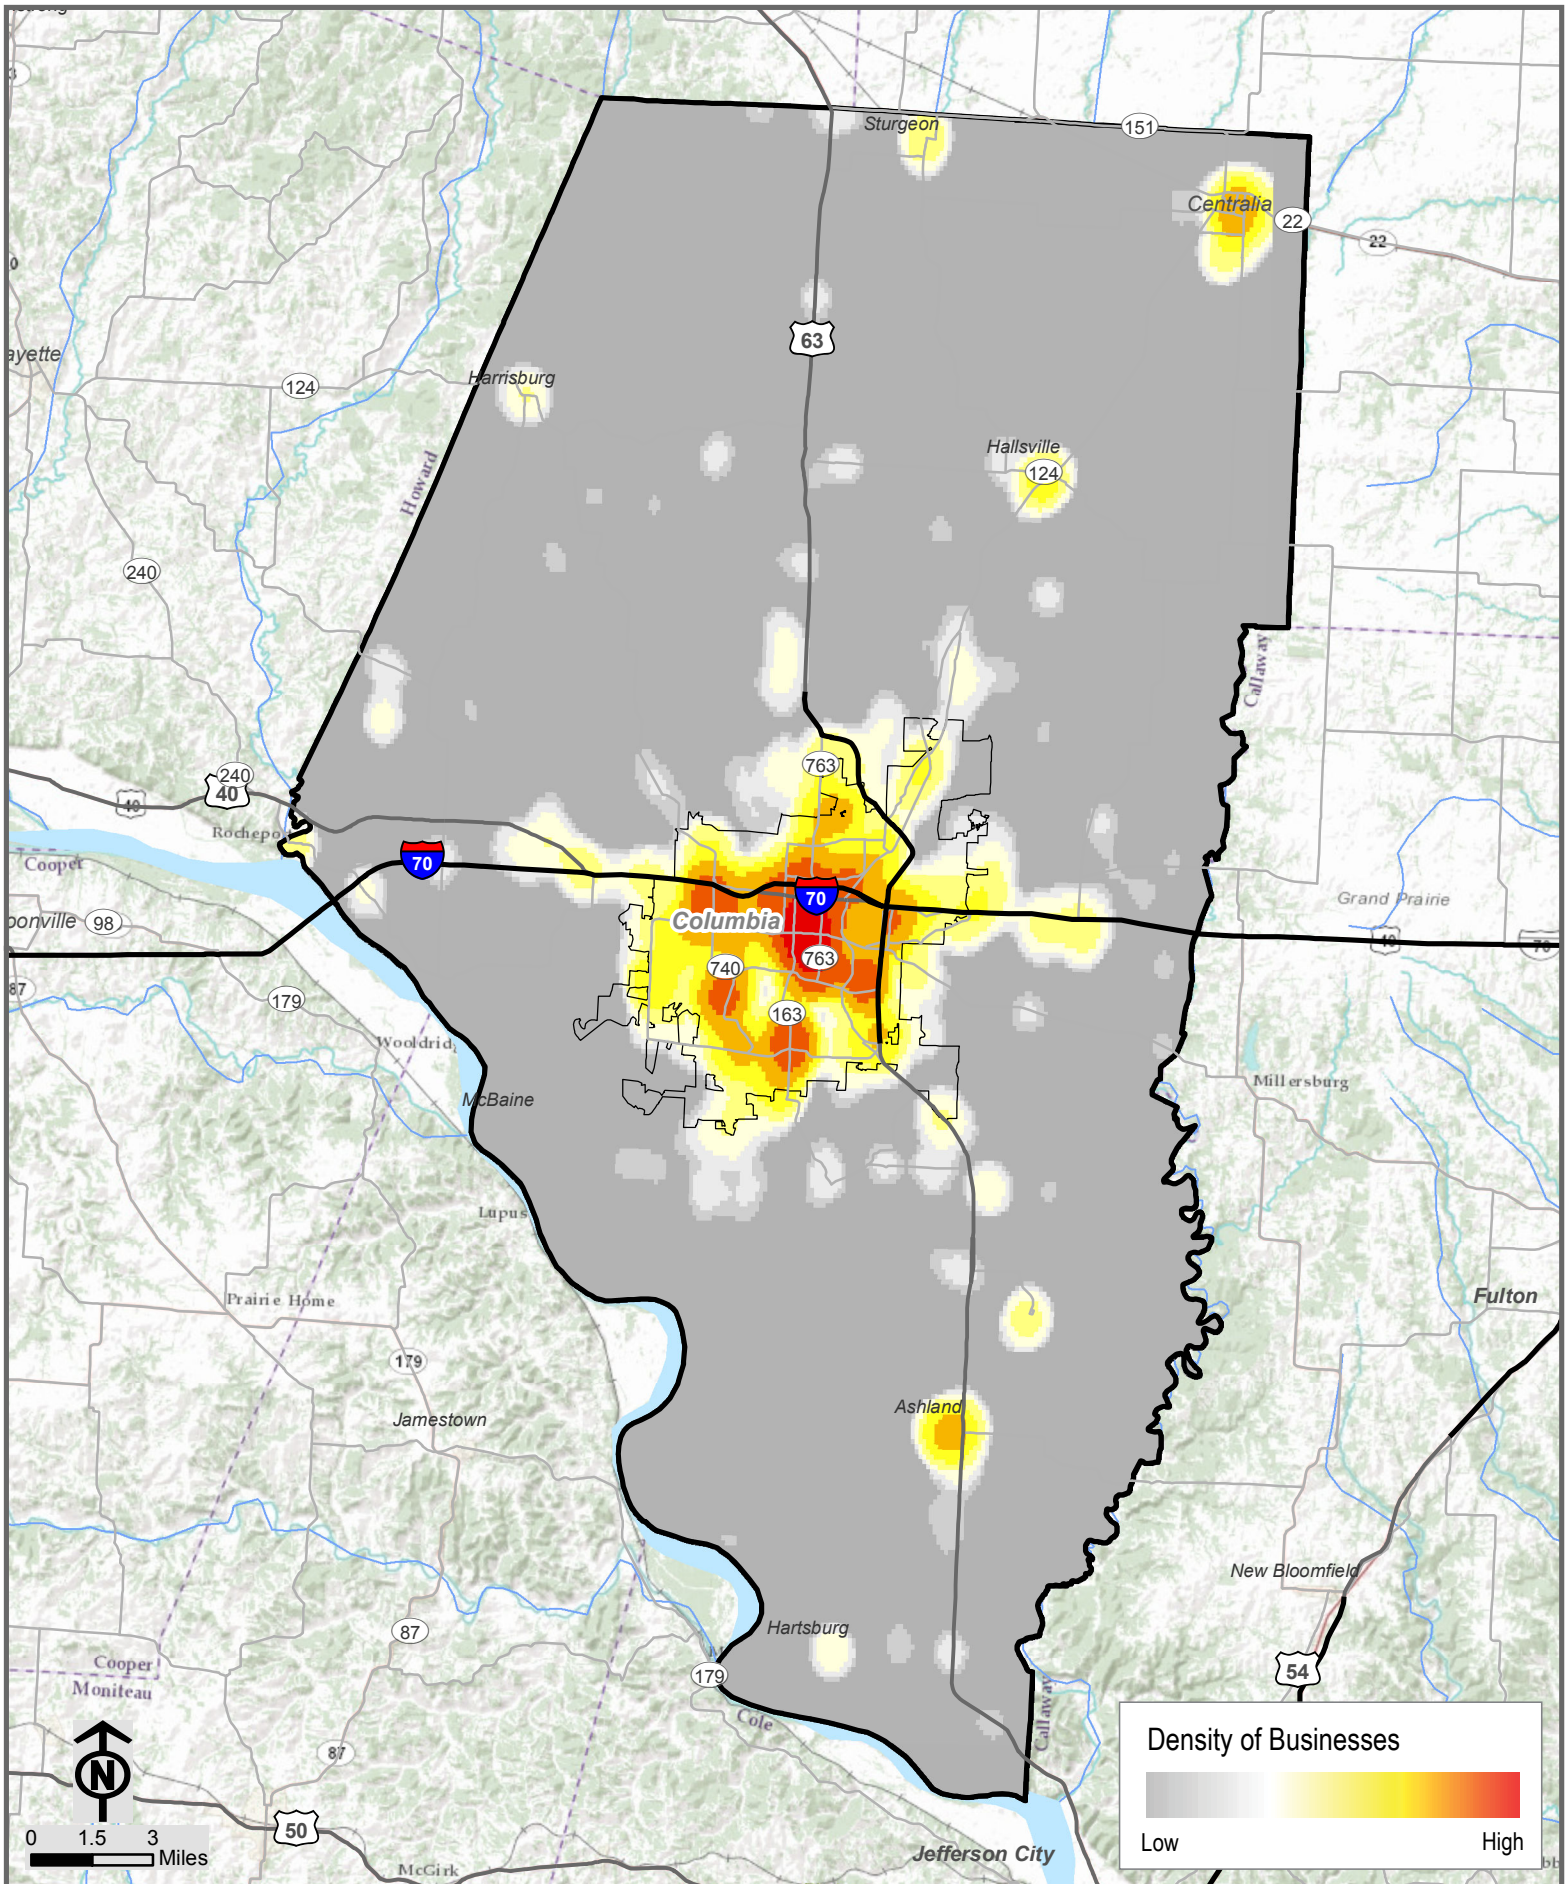 151
Sturgeon
Centralia
22
22
63
ayette
Harrisburg
124
Hallsville
124
Howard
240
Callaway
763
240
40
40
Rochepo
Cooper
70
70
Columbia
Grand Prairie
oonville
98
40
70
763
740
87
179
163
Wooldridg
Millersburg
McBaine
Lupus
Prairie Home
Fulton
179
Jamestown
Ashland
New Bloomfield
87
Hartsburg
Cooper
Moniteau
179
54
Callaway
Cole
Density of Businesses
Low
High
87
N
50
0 1.5 3
Miles
McGirk
Jefferson City